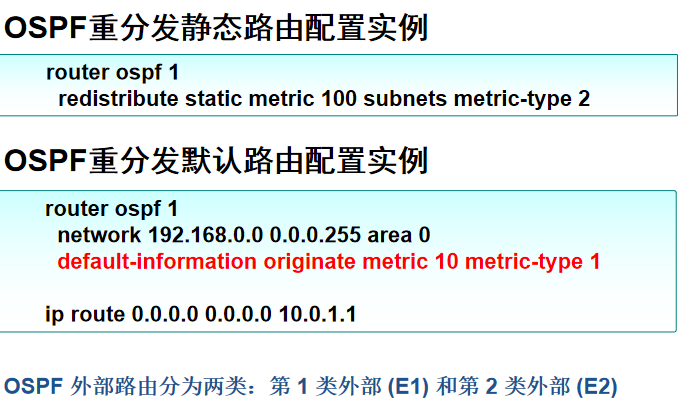 OSPF重分发静态路由配置实例
router ospf 1
redistribute static metric 100 subnets metric-type 2
OSPF重分发默认路由配置实例
router ospf 1
network 192.168.0.0 0.0.0.255 area 0
default-information originate metric 10 metric-type 1
ip route 0.0.0.0 0.0.0.0 10.0.1.1
OSPF 外部路由分为两类：第 1 类外部 (E1) 和第 2 类外部 (E2)